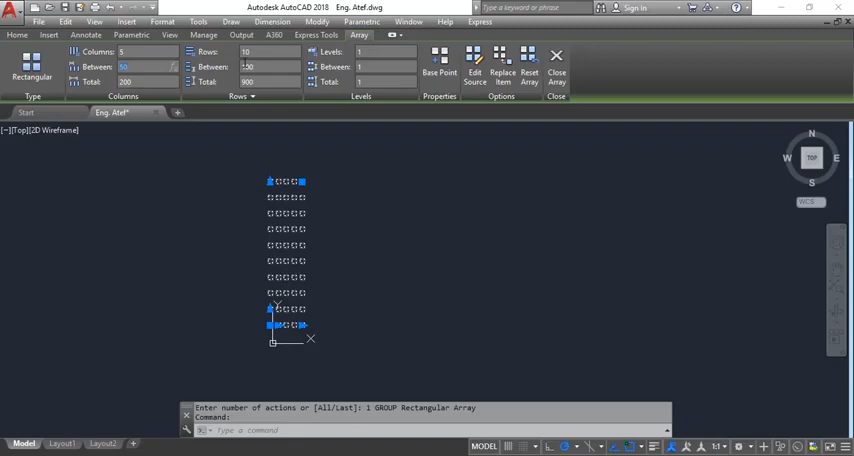 Autodesk AutoCAD 2018 - Eng. Atef.dwg
Type a keyword or phrase
Sign In
File Edit View Insert Format Tools Draw Dimension Modify Parametric Window Help Express
Home Insert Annotate Parametric View Manage Output A360 Express Tools Array
Columns: 5 Rows: 10 Levels: 1
Between: 50 Between: Between: 1
Total: 200 Total: 900 Total: 1
Rectangular
Base Point
Edit Source
Replace Item
Reset Array
Close Array
Type Columns Rows Levels Properties Options Close
Start Eng. Atef*
[−][Top][2D Wireframe]
N
W TOP E
S
WCS
Y
X
Enter number of actions or [All/Last]: 1 GROUP Rectangular Array
Command:
Type a command
Model Layout1 Layout2 +
MODEL 1:1